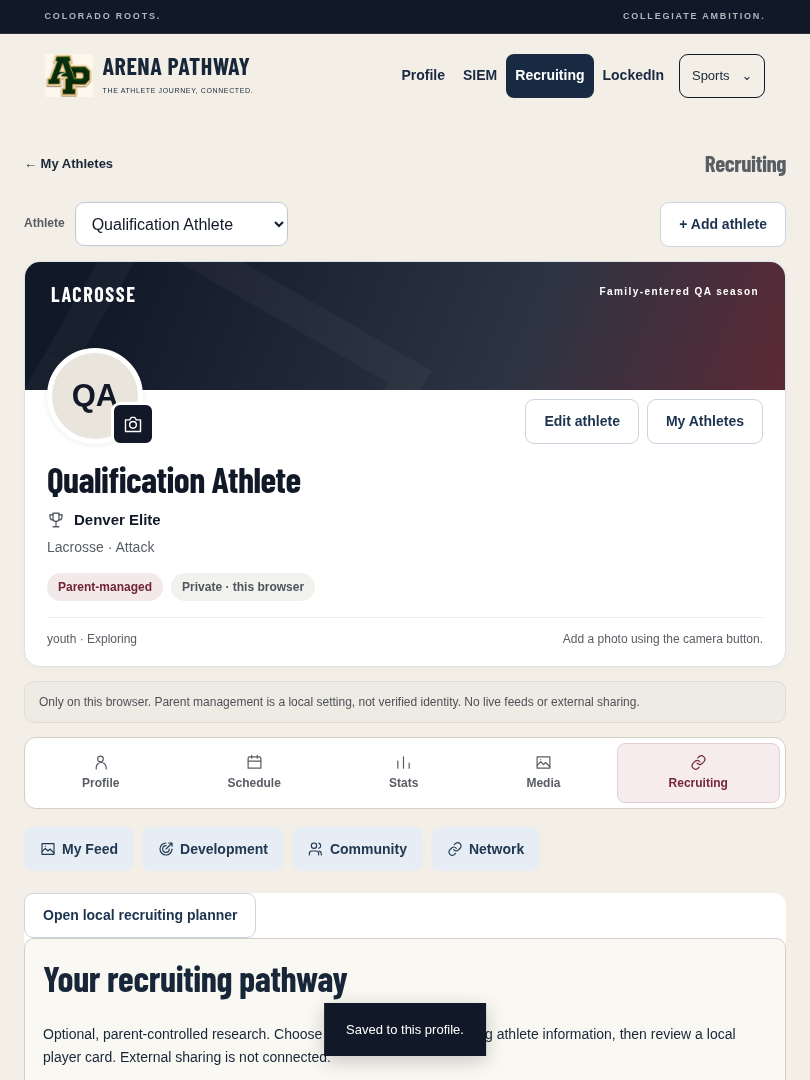 COLORADO ROOTS. COLLEGIATE AMBITION.
AP ARENA PATHWAY
THE ATHLETE JOURNEY, CONNECTED.
Profile SIEM Recruiting LockedIn Sports
← My Athletes Recruiting
Athlete Qualification Athlete + Add athlete
LACROSSE Family-entered QA season
QA
Edit athlete My Athletes
Qualification Athlete
Denver Elite
Lacrosse · Attack
Parent-managed Private · this browser
youth · Exploring Add a photo using the camera button.
Only on this browser. Parent management is a local setting, not verified identity. No live feeds or external sharing.
Profile Schedule Stats Media Recruiting
My Feed Development Community Network
Open local recruiting planner
Your recruiting pathway
Saved to this profile.
Optional, parent-controlled research. Choose athlete information, then review a local
player card. External sharing is not connected.